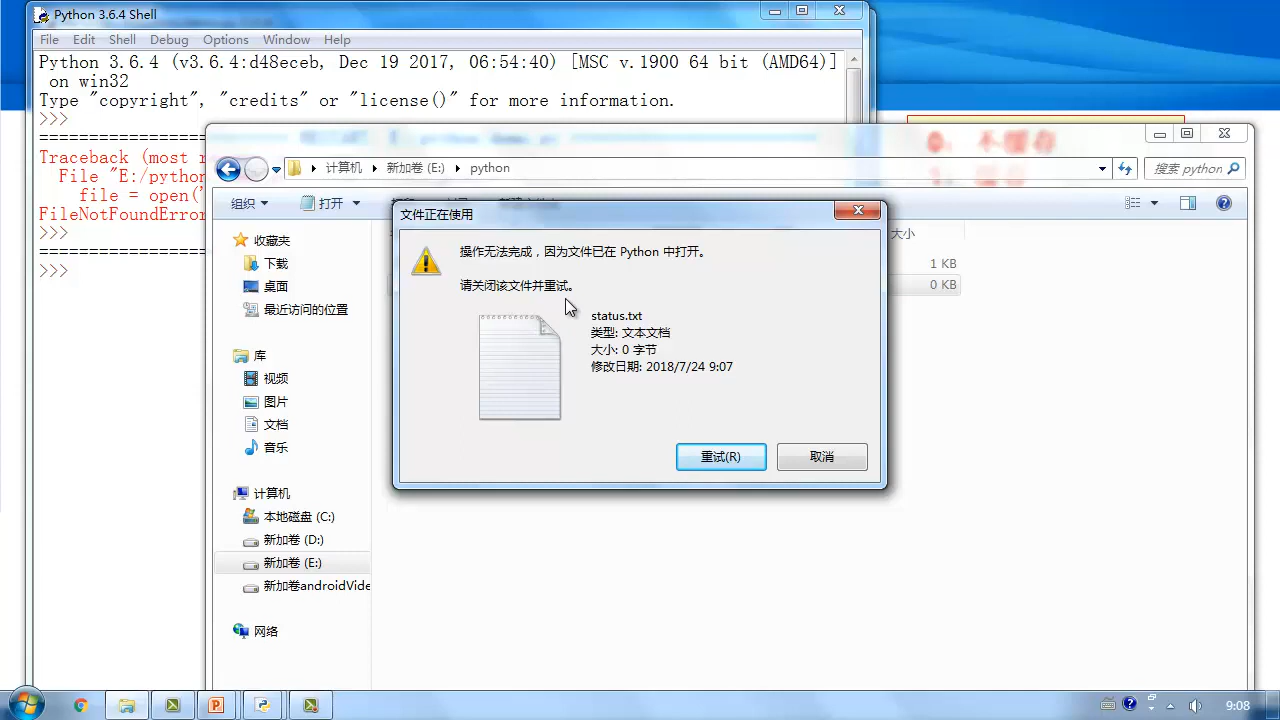 Python 3.6.4 Shell
File Edit Shell Debug Options Window Help
Python 3.6.4 (v3.6.4:d48eceb, Dec 19 2017, 06:54:40) [MSC v.1900 64 bit (AMD64)]
on win32
Type "copyright", "credits" or "license()" for more information.
>>>
Traceback (most r
File "E:/python
file = open('
FileNotFoundError
>>>
>>>
0、不缓存
计算机 新加卷 (E:) python
搜索 python
组织 打开
大小
1 KB
0 KB
收藏夹
下载
桌面
最近访问的位置
库
视频
图片
文档
音乐
计算机
本地磁盘 (C:)
新加卷 (D:)
新加卷 (E:)
新加卷androidVide
网络
文件正在使用
操作无法完成，因为文件已在 Python 中打开。
请关闭该文件并重试。
status.txt
类型: 文本文档
大小: 0 字节
修改日期: 2018/7/24 9:07
重试(R)
取消
9:08